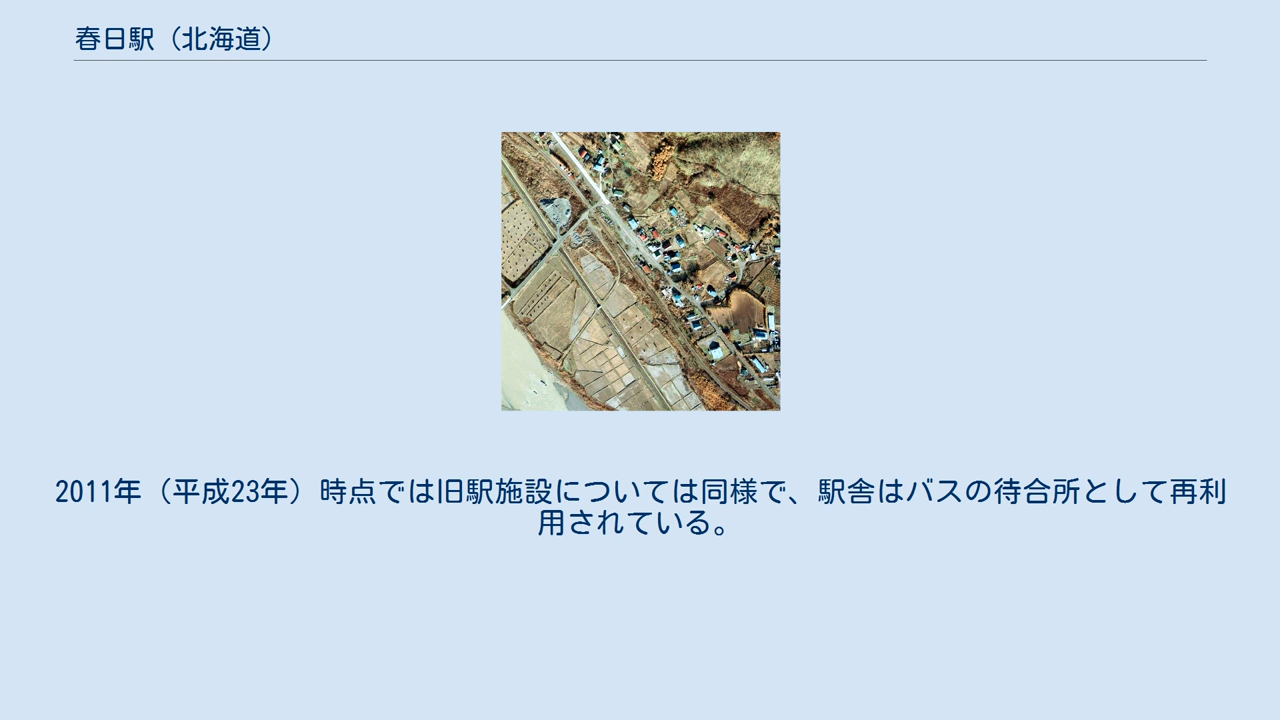 春日駅（北海道）
2011年（平成23年）時点では旧駅施設については同様で、駅舎はバスの待合所として再利
用されている。